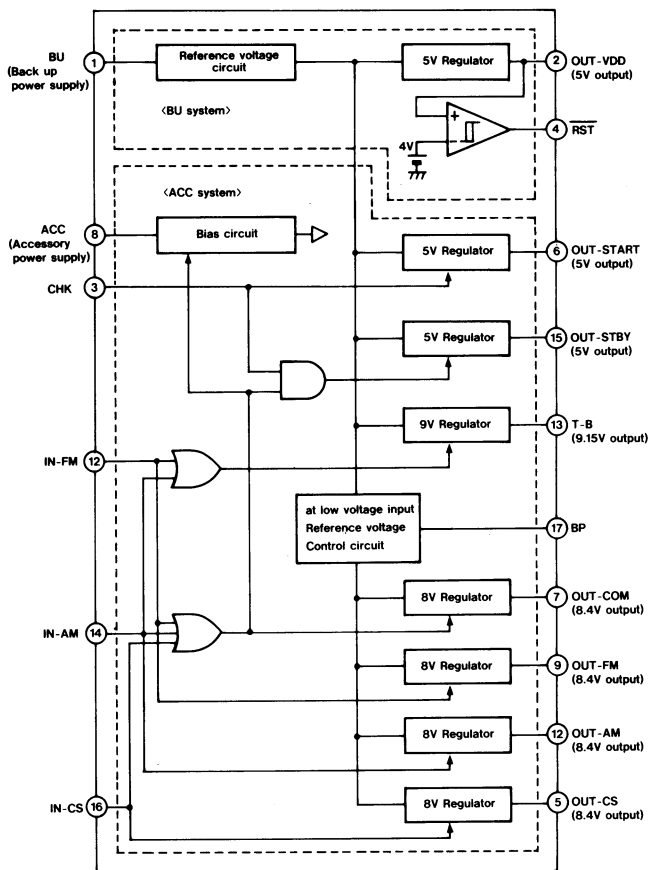 BU
(Back up
power supply)
1
Reference voltage
circuit
5V Regulator
2
OUT-VDD
(5V output)
〈BU system〉
+
−
4V
4
RST
〈ACC system〉
ACC
(Accessory
power supply)
8
Bias circuit
5V Regulator
6
OUT-START
(5V output)
CHK
3
5V Regulator
15
OUT-STBY
(5V output)
9V Regulator
13
T-B
(9.15V output)
IN-FM
12
at low voltage input
Reference voltage
Control circuit
17
BP
8V Regulator
7
OUT-COM
(8.4V output)
IN-AM
14
8V Regulator
9
OUT-FM
(8.4V output)
8V Regulator
12
OUT-AM
(8.4V output)
IN-CS
16
8V Regulator
5
OUT-CS
(8.4V output)